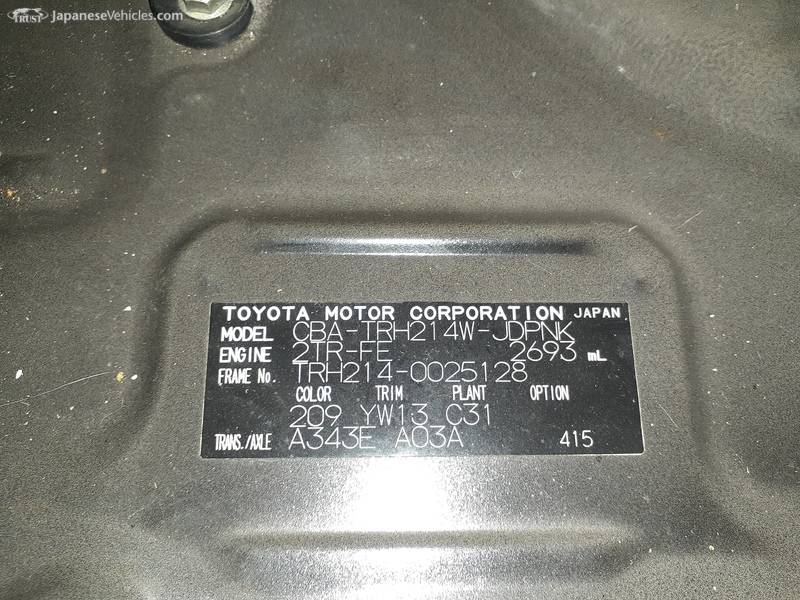 TRUST JapaneseVehicles.com
TOYOTA MOTOR CORPORATION JAPAN
MODEL CBA-TRH214W-JDPNK
ENGINE 2TR-FE 2693 mL
FRAME No. TRH214-0025128
COLOR TRIM PLANT OPTION
209 YW13 C31
TRANS./AXLE A343E A03A 415